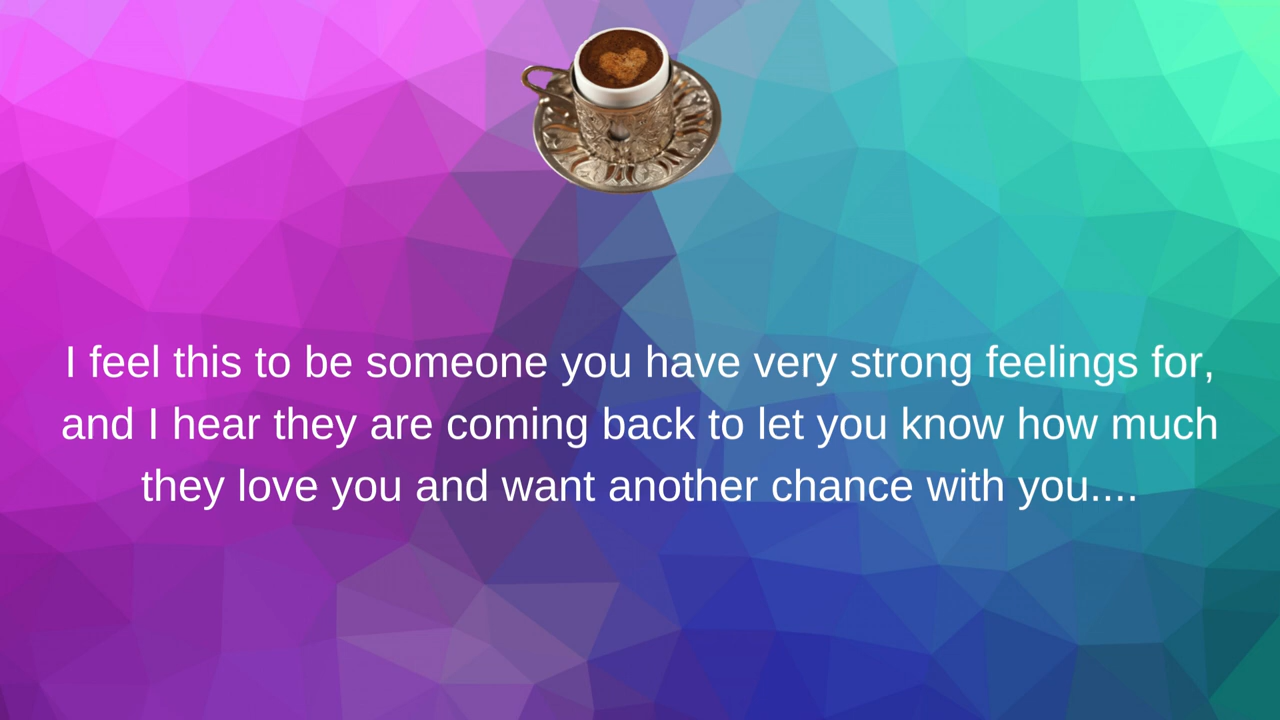 I feel this to be someone you have very strong feelings for,
and I hear they are coming back to let you know how much
they love you and want another chance with you....